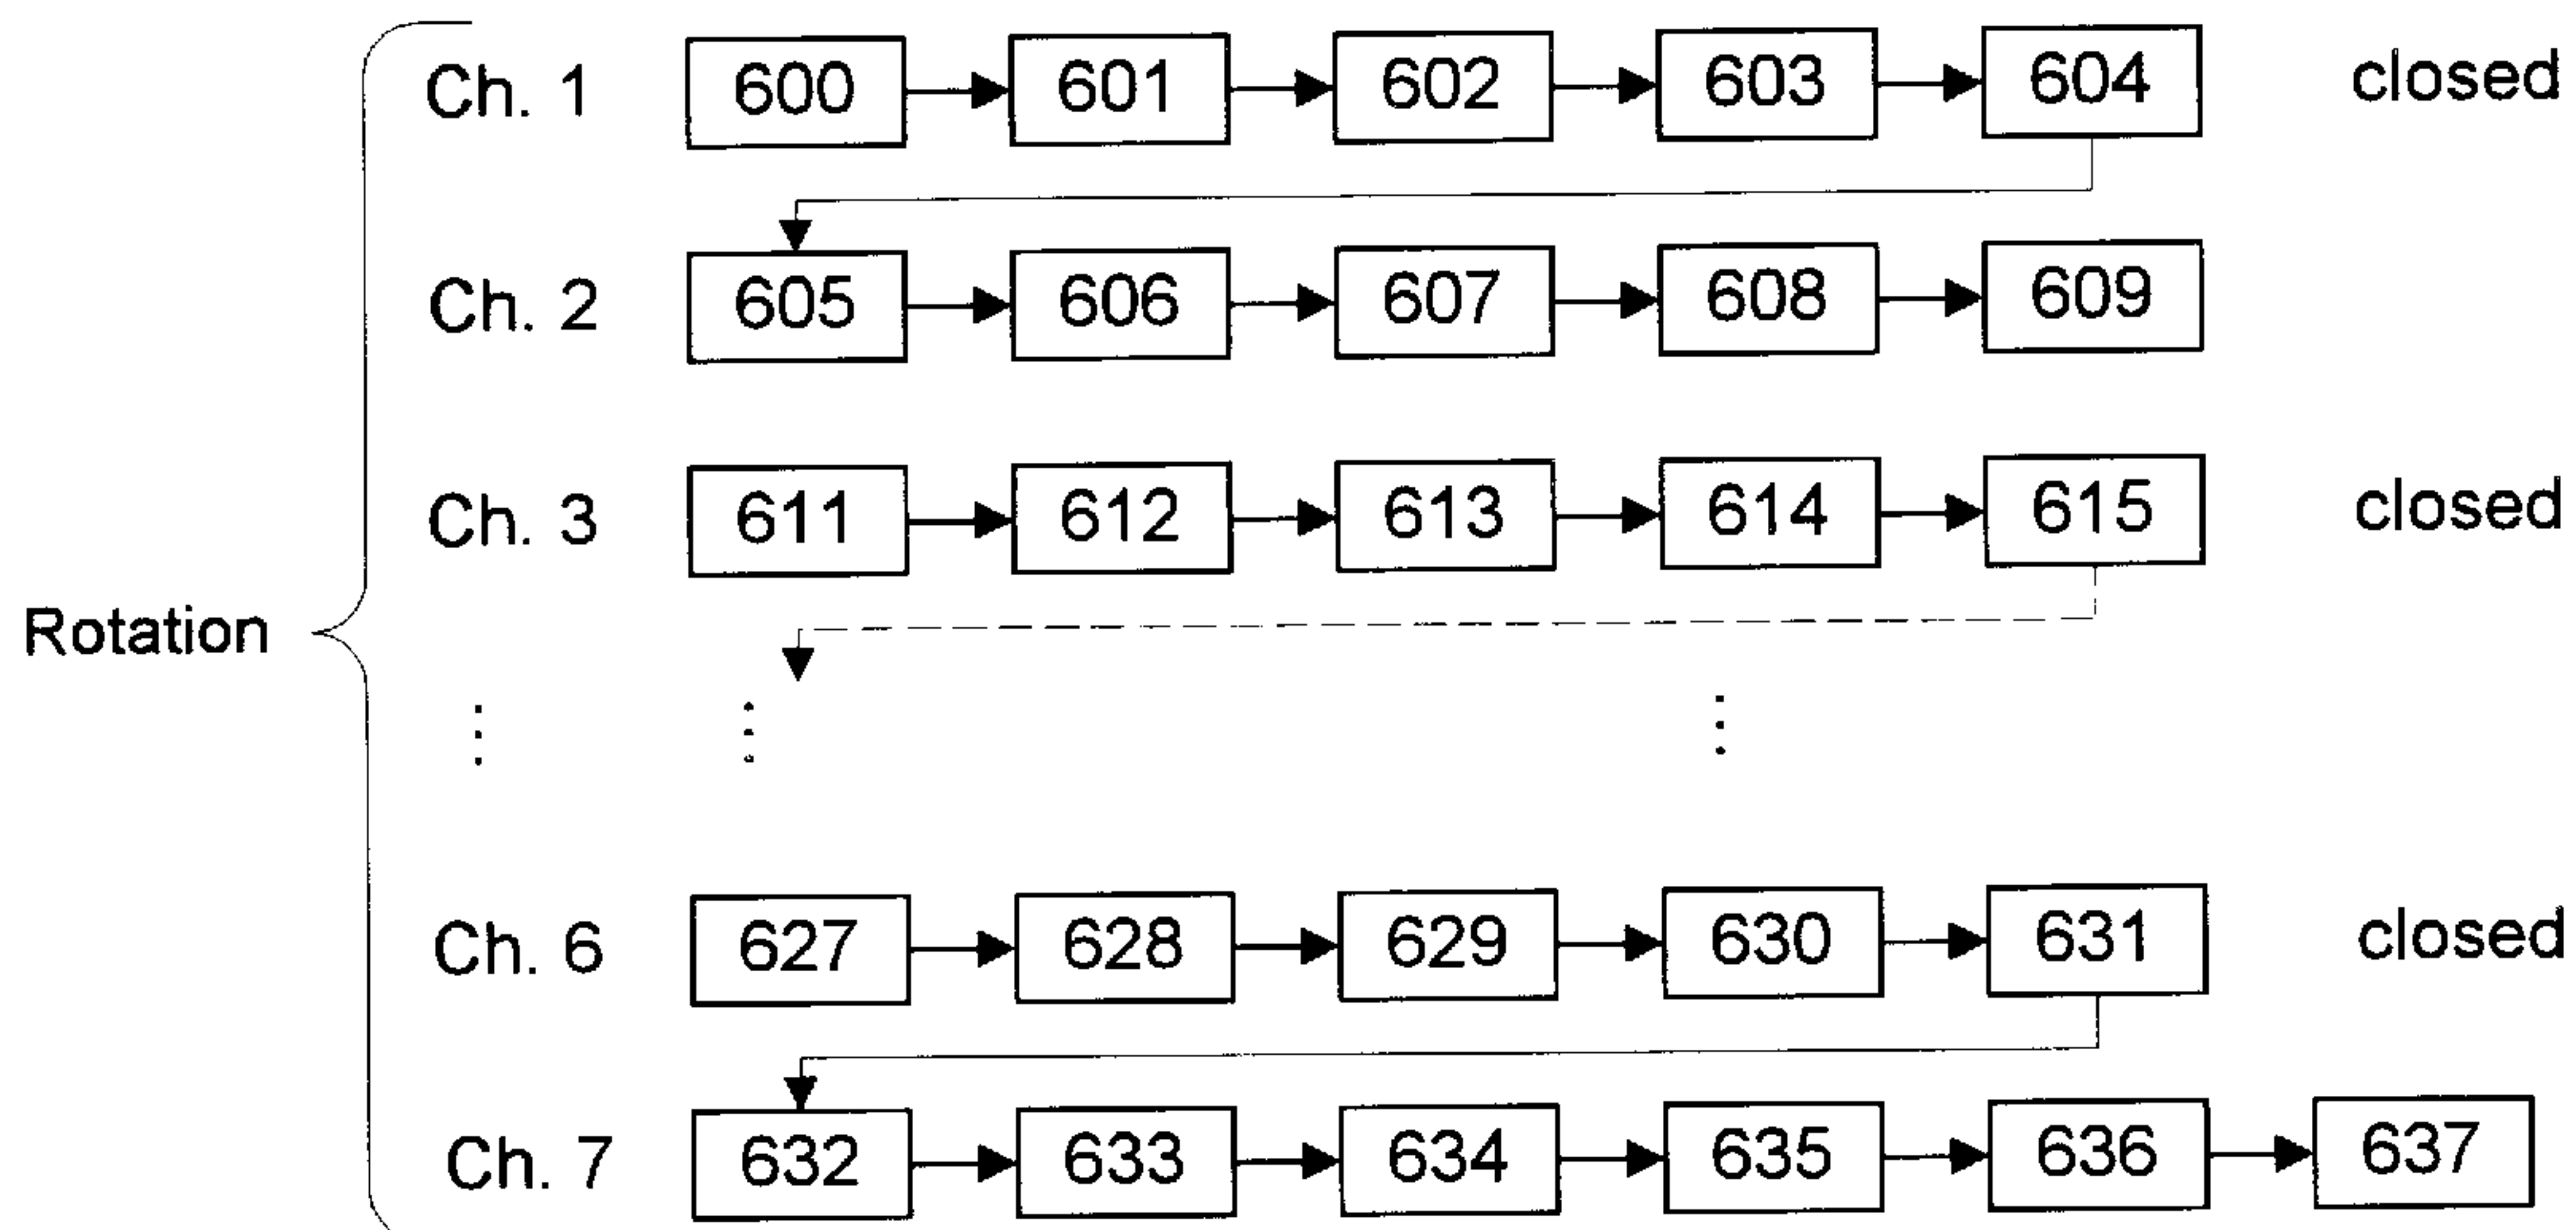 Ch. 1 600 601 602 603 604 closed
Ch. 2 605 606 607 608 609
Ch. 3 611 612 613 614 615 closed
Rotation
Ch. 6 627 628 629 630 631 closed
Ch. 7 632 633 634 635 636 637